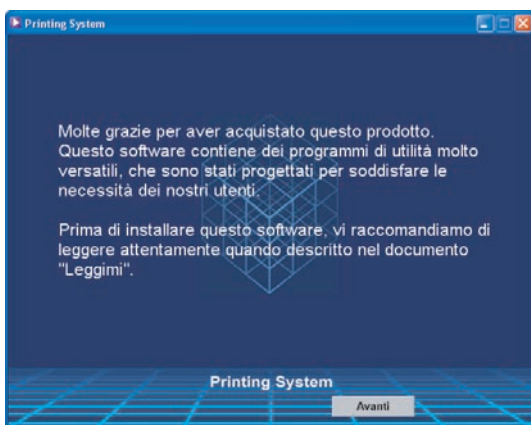 Printing System
Molte grazie per aver acquistato questo prodotto.
Questo software contiene dei programmi di utilità molto
versatili, che sono stati progettati per soddisfare le
necessità dei nostri utenti.
Prima di installare questo software, vi raccomandiamo di
leggere attentamente quando descritto nel documento
"Leggimi".
Printing System
Avanti